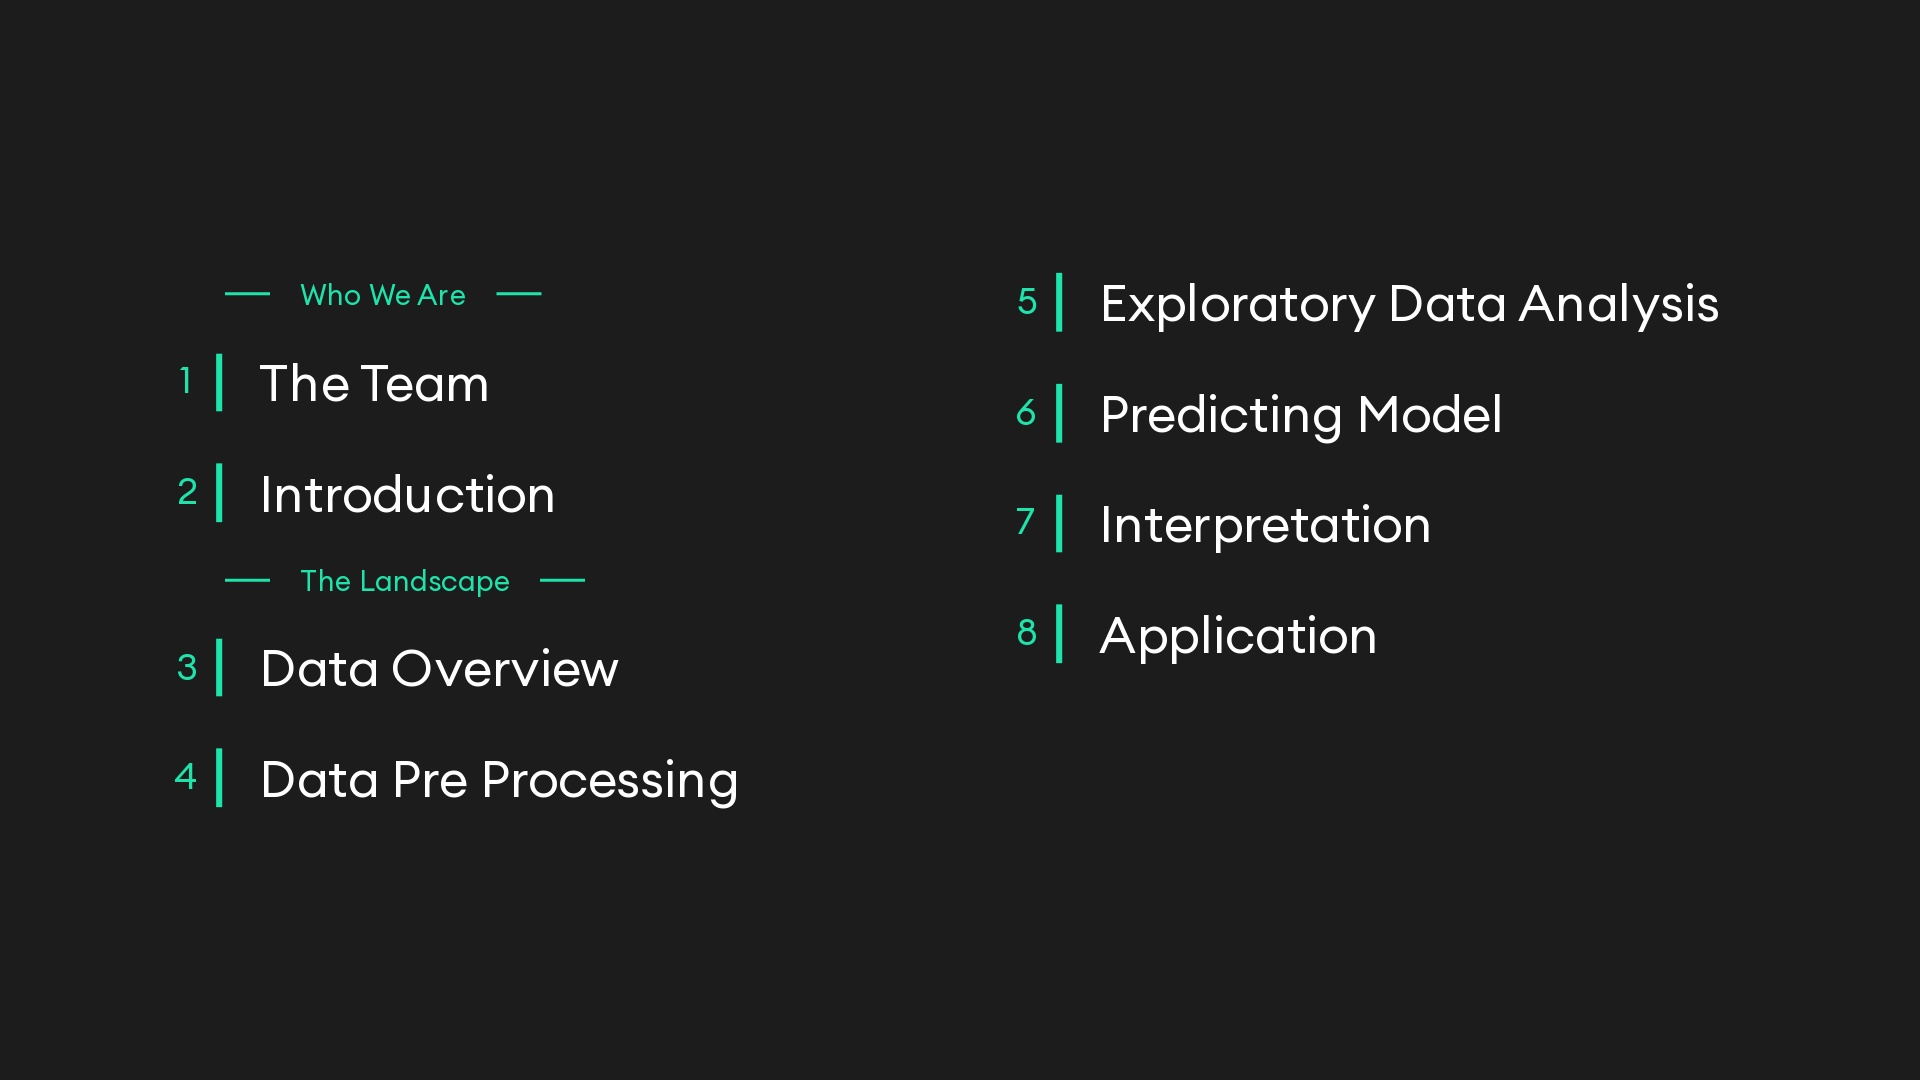 Who We Are
1 The Team
2 Introduction
The Landscape
3 Data Overview
4 Data Pre Processing
5 Exploratory Data Analysis
6 Predicting Model
7 Interpretation
8 Application